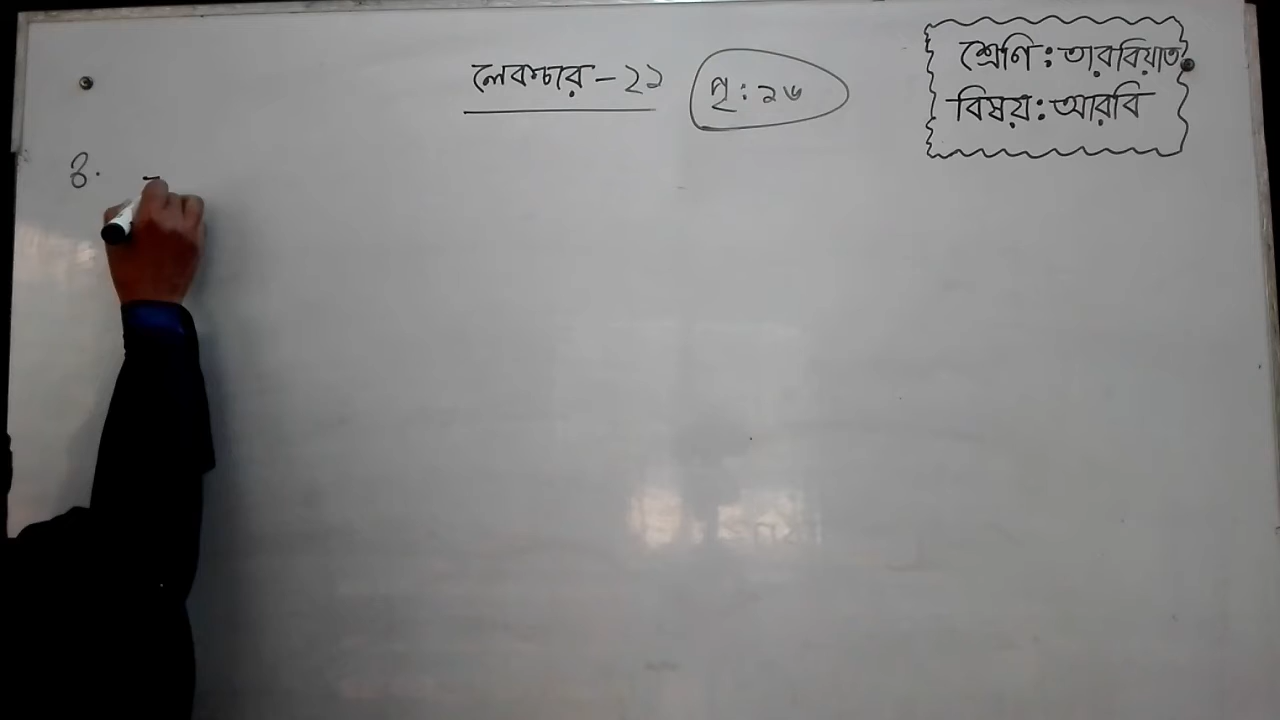 লেকচার – ২১
পৃ: ২৬
শ্রেণি : তারবিয়াত
বিষয় : আরবি
৪.